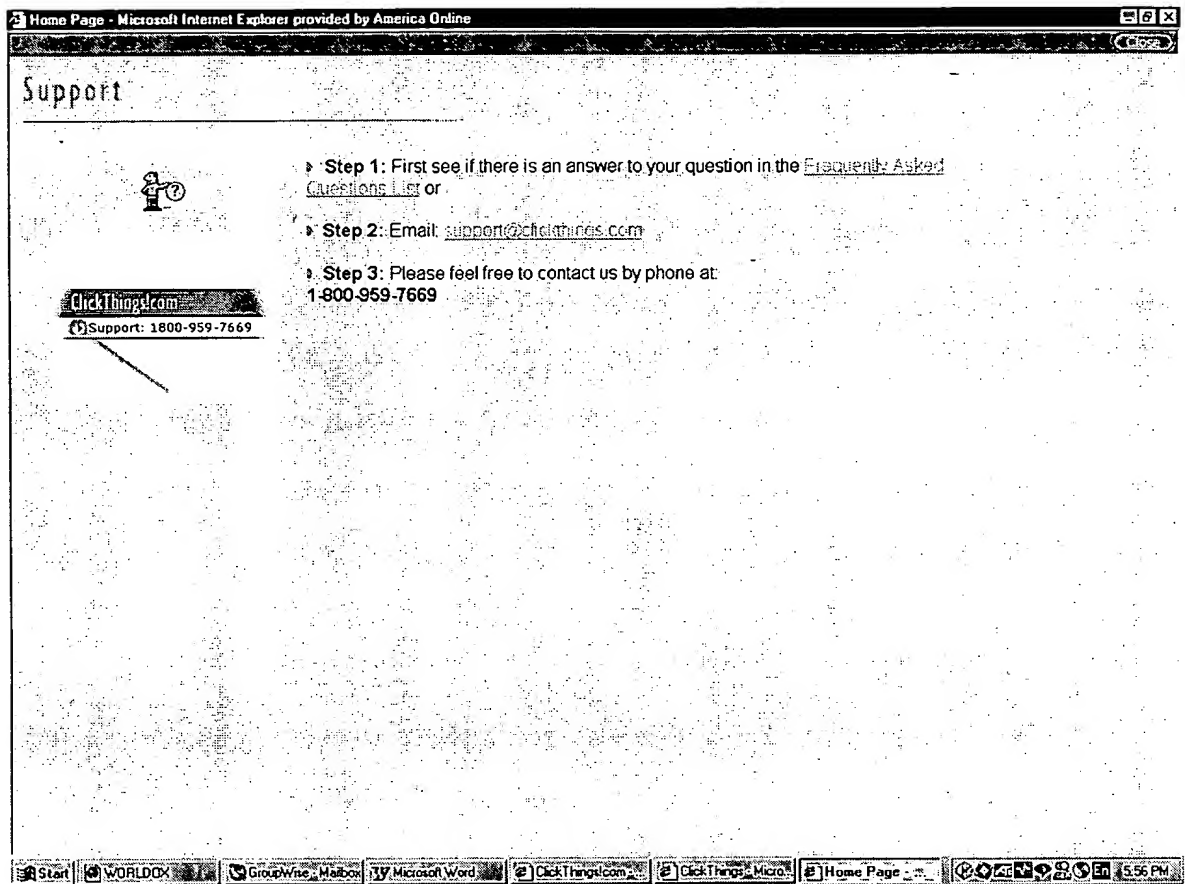 Home Page - Microsoft Internet Explorer provided by America Online
Close
Support
Step 1: First see if there is an answer to your question in the Frequently Asked
Questions List or
Step 2: Email: support@clickthings.com
Step 3: Please feel free to contact us by phone at:
1-800-959-7669
ClickThings!com
Support: 1800-959-7669
Start WORLDOX GroupWise - Mailbox Microsoft Word ClickThings!com - ClickThings - Micro... Home Page - En 5:56 PM